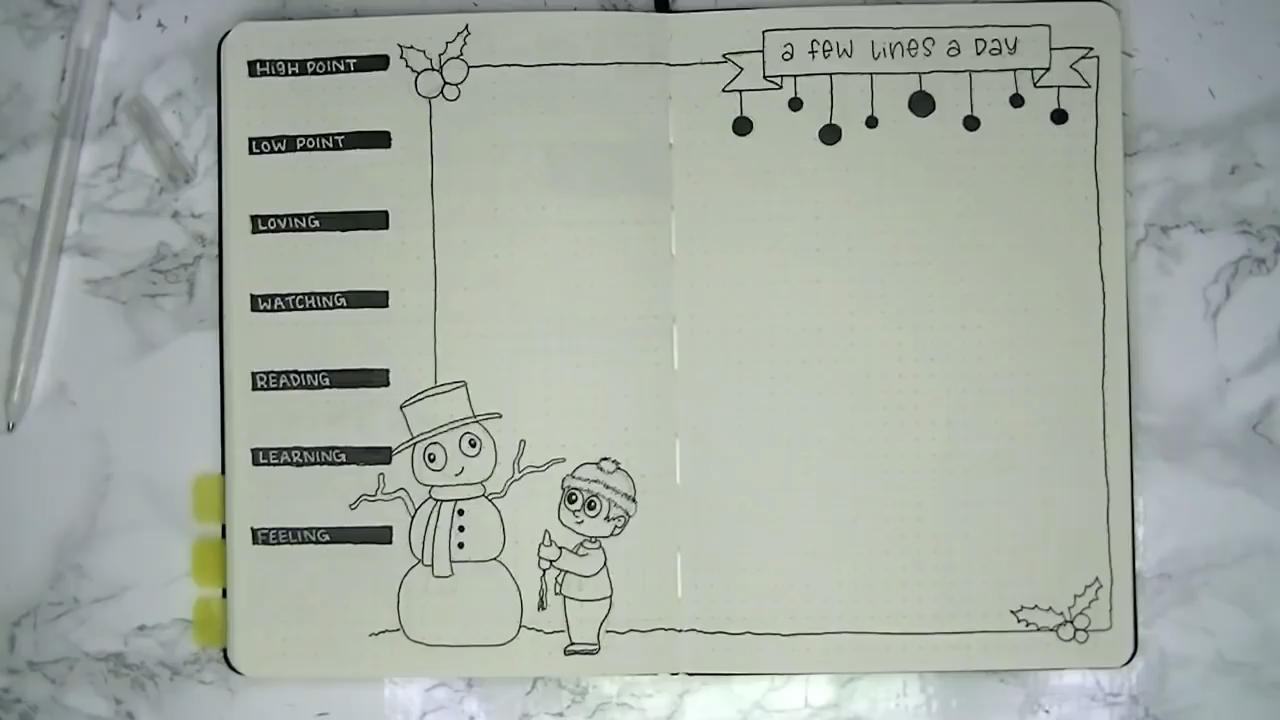 HIGH POINT
LOW POINT
LOVING
WATCHING
READING
LEARNING
FEELING
a few lines a Day